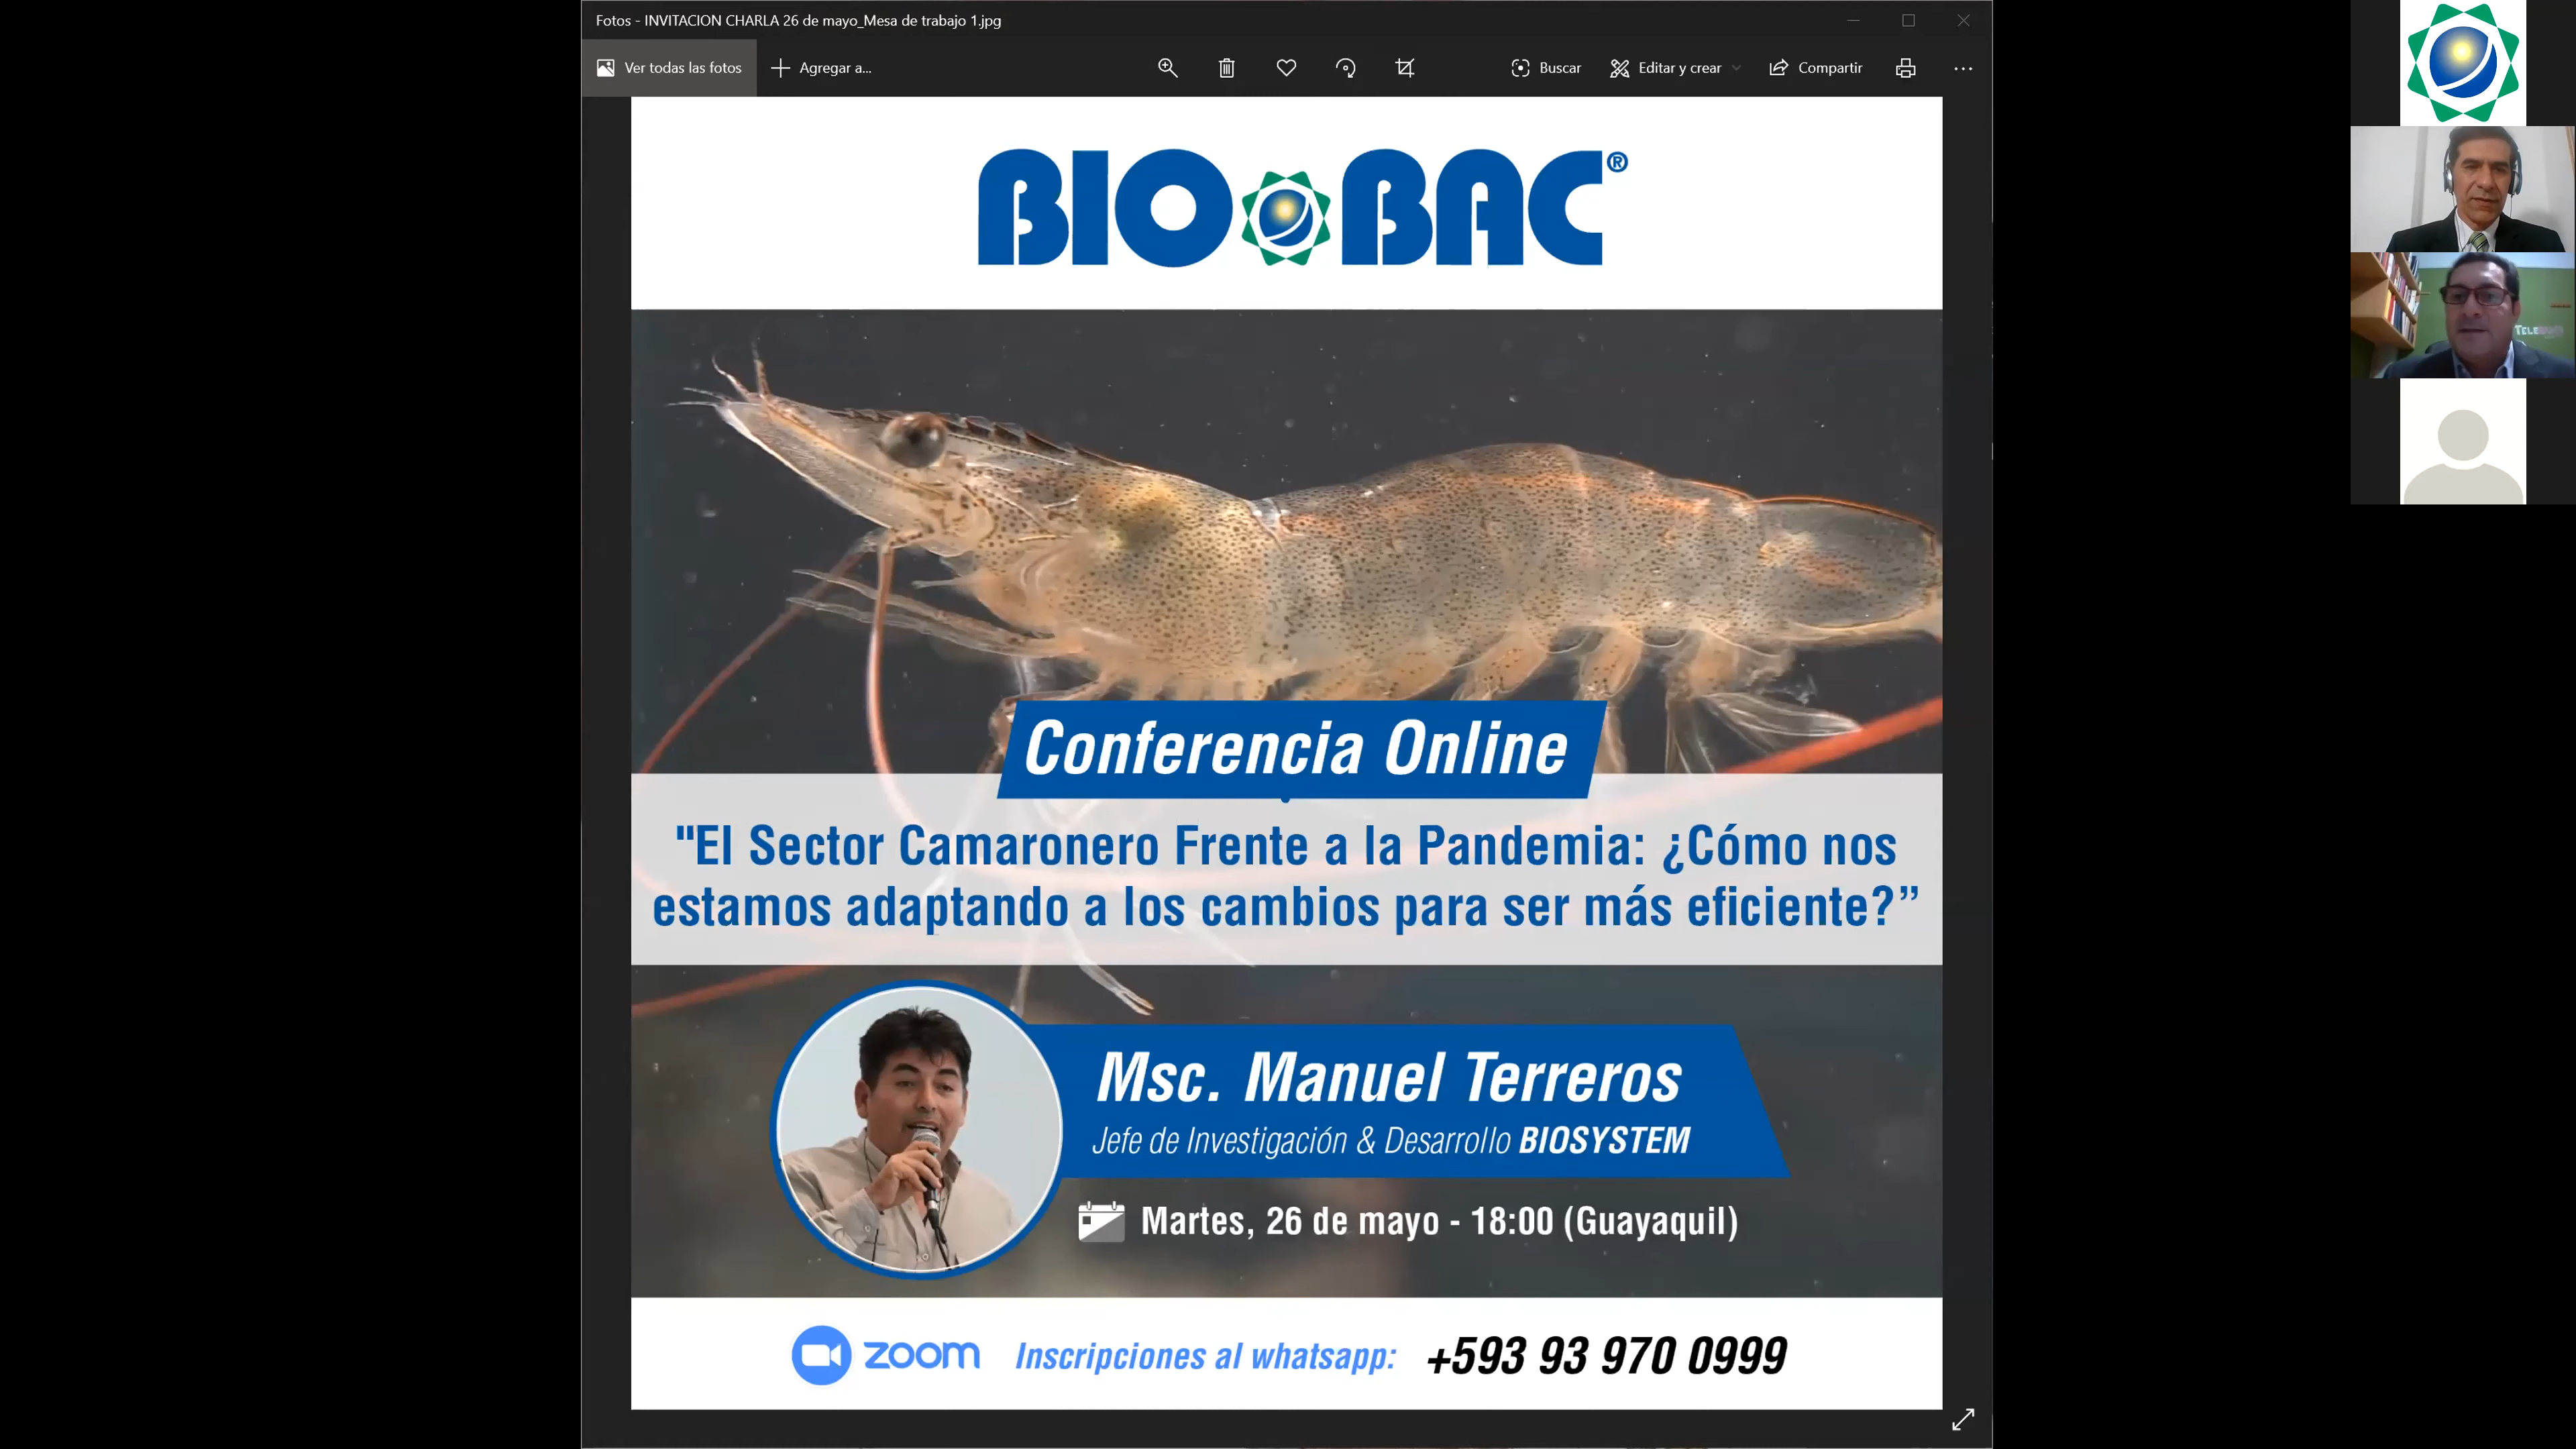 Fotos - INVITACION CHARLA 26 de mayo_Mesa de trabajo 1.jpg
Ver todas las fotos
Agregar a...
Buscar
Editar y crear
Compartir
BIO BAC®
Conferencia Online
"El Sector Camaronero Frente a la Pandemia: ¿Cómo nos
estamos adaptando a los cambios para ser más eficiente?”
Msc. Manuel Terreros
Jefe de Investigación & Desarrollo BIOSYSTEM
Martes, 26 de mayo - 18:00 (Guayaquil)
zoom Inscripciones al whatsapp: +593 93 970 0999